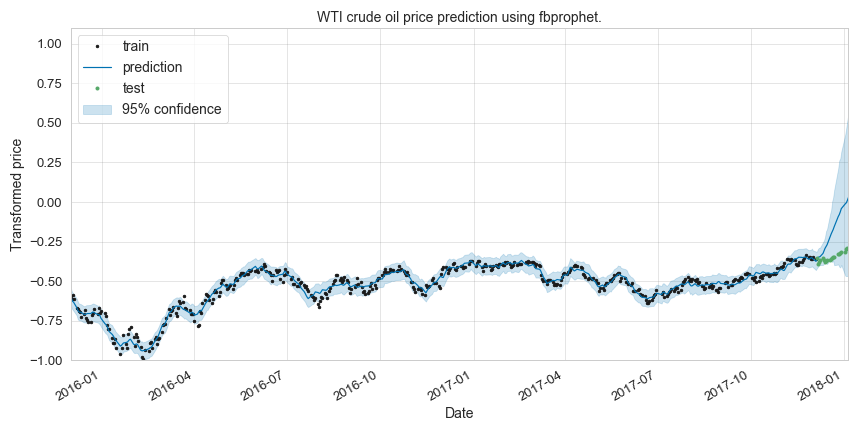 WTI crude oil price prediction using fbprophet.
train
prediction
test
95% confidence
Transformed price
1.00
0.75
0.50
0.25
0.00
−0.25
−0.50
−0.75
−1.00
2016-01
2016-04
2016-07
2016-10
2017-01
2017-04
2017-07
2017-10
2018-01
Date